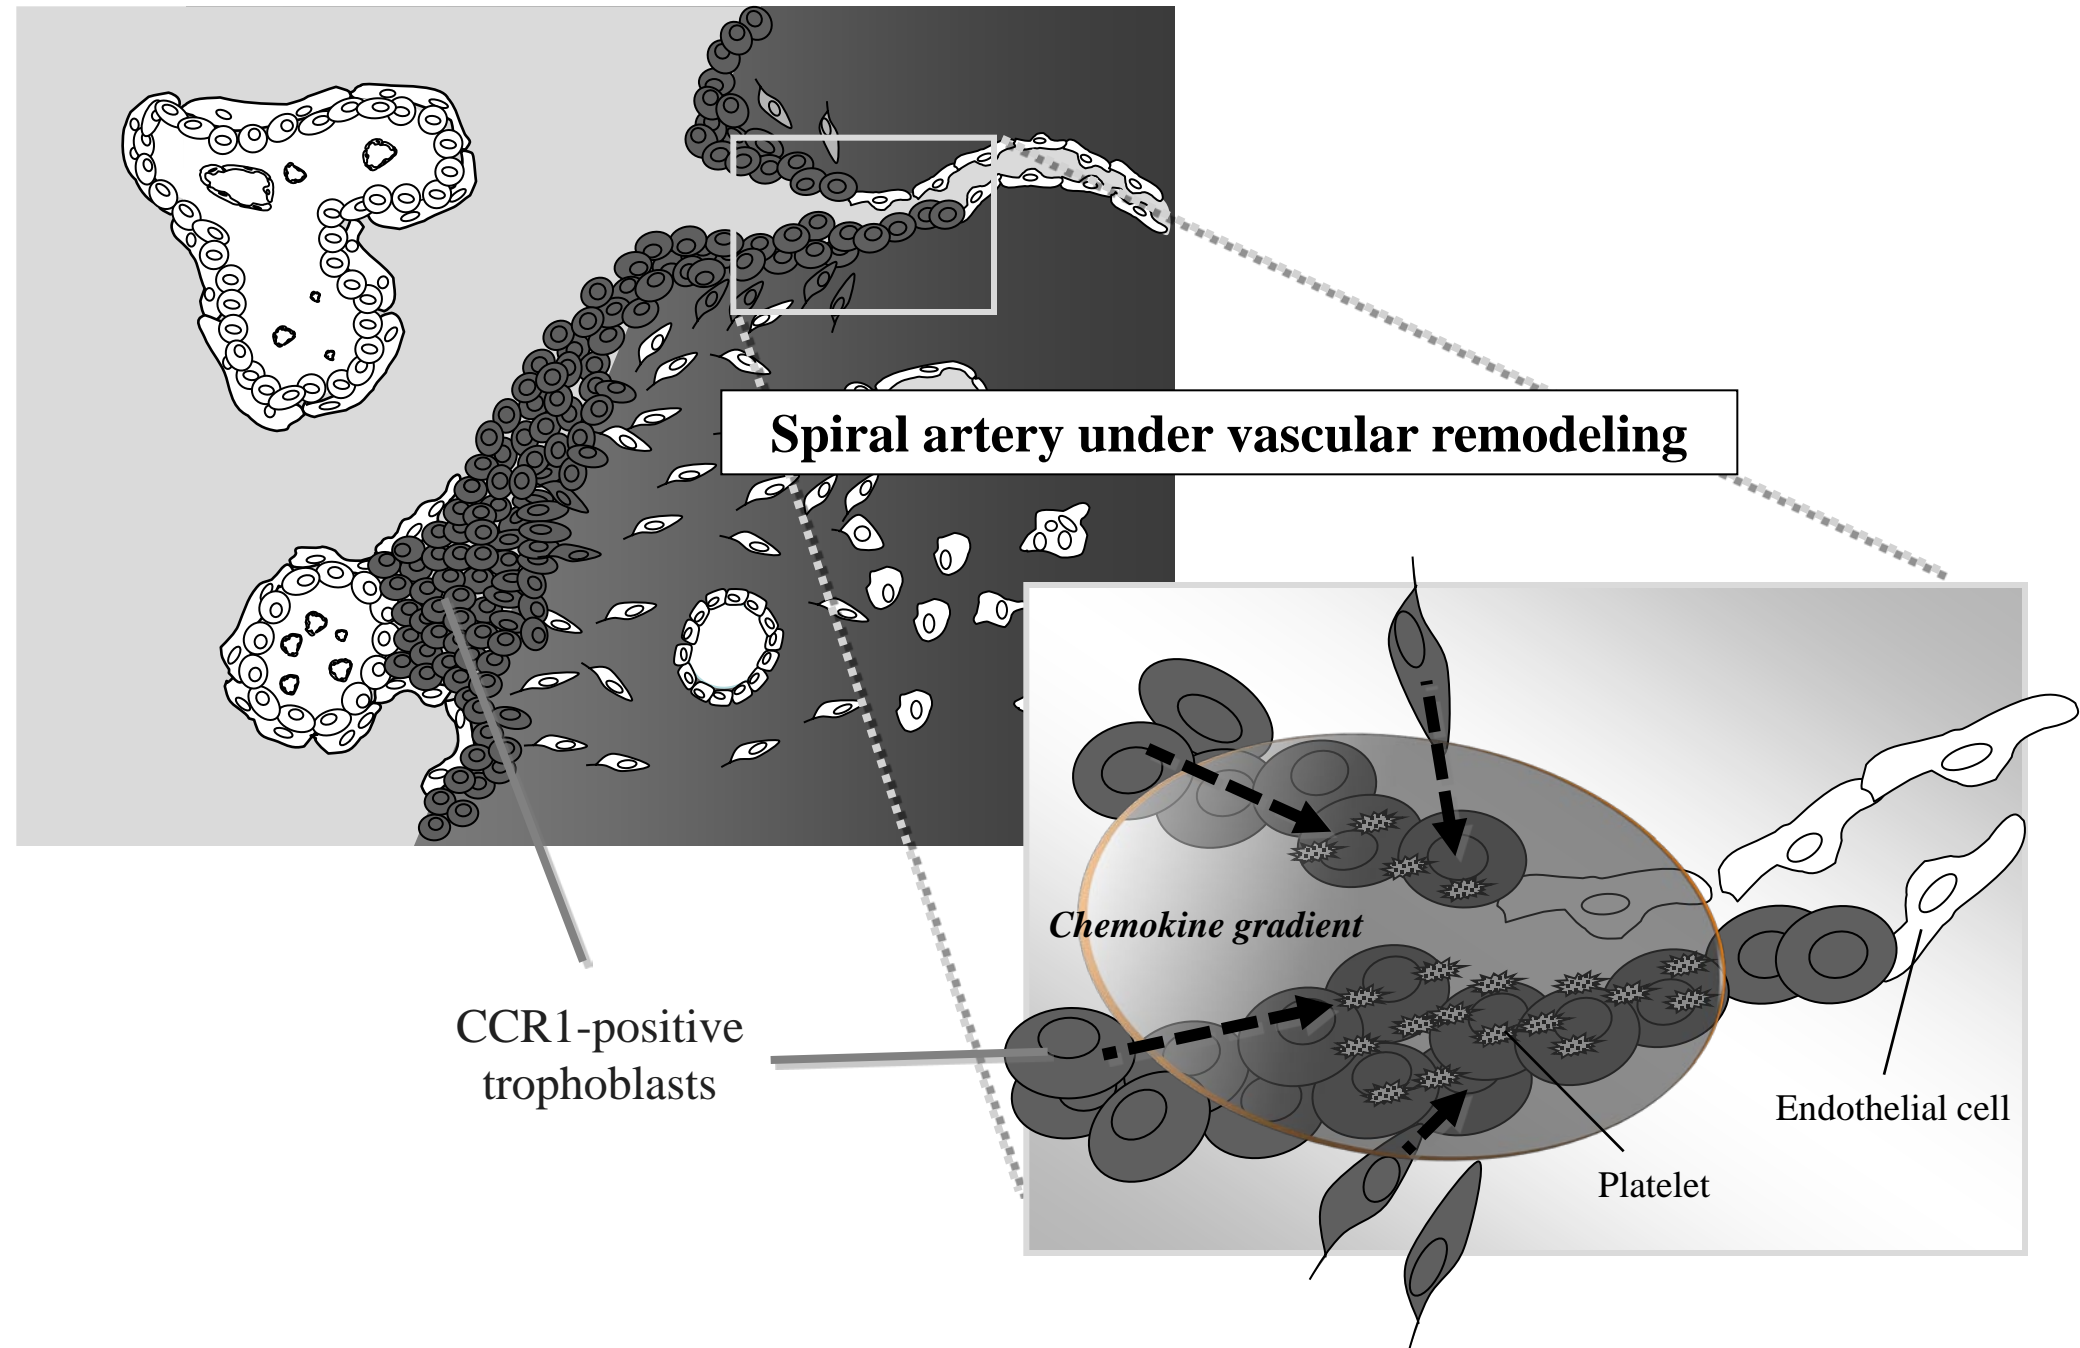 Spiral artery under vascular remodeling
Chemokine gradient
CCR1-positive
trophoblasts
Endothelial cell
Platelet